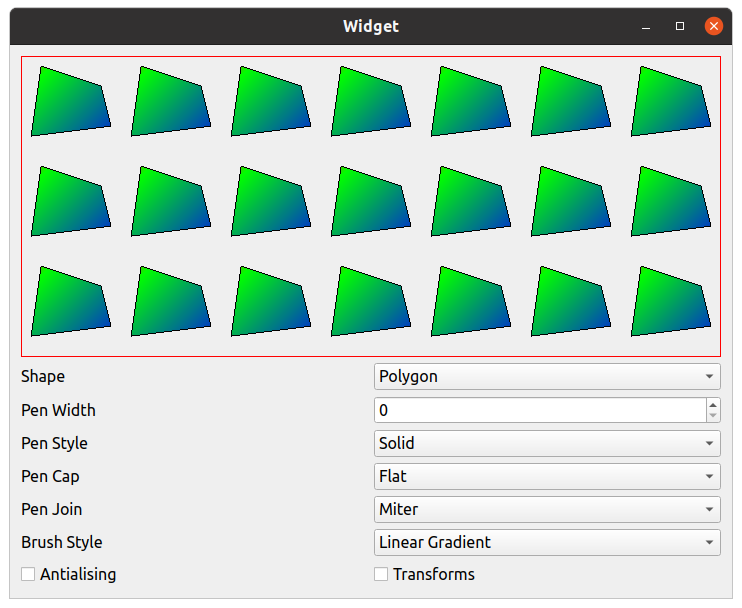 Widget
Shape Polygon
Pen Width 0
Pen Style Solid
Pen Cap Flat
Pen Join Miter
Brush Style Linear Gradient
Antialising Transforms